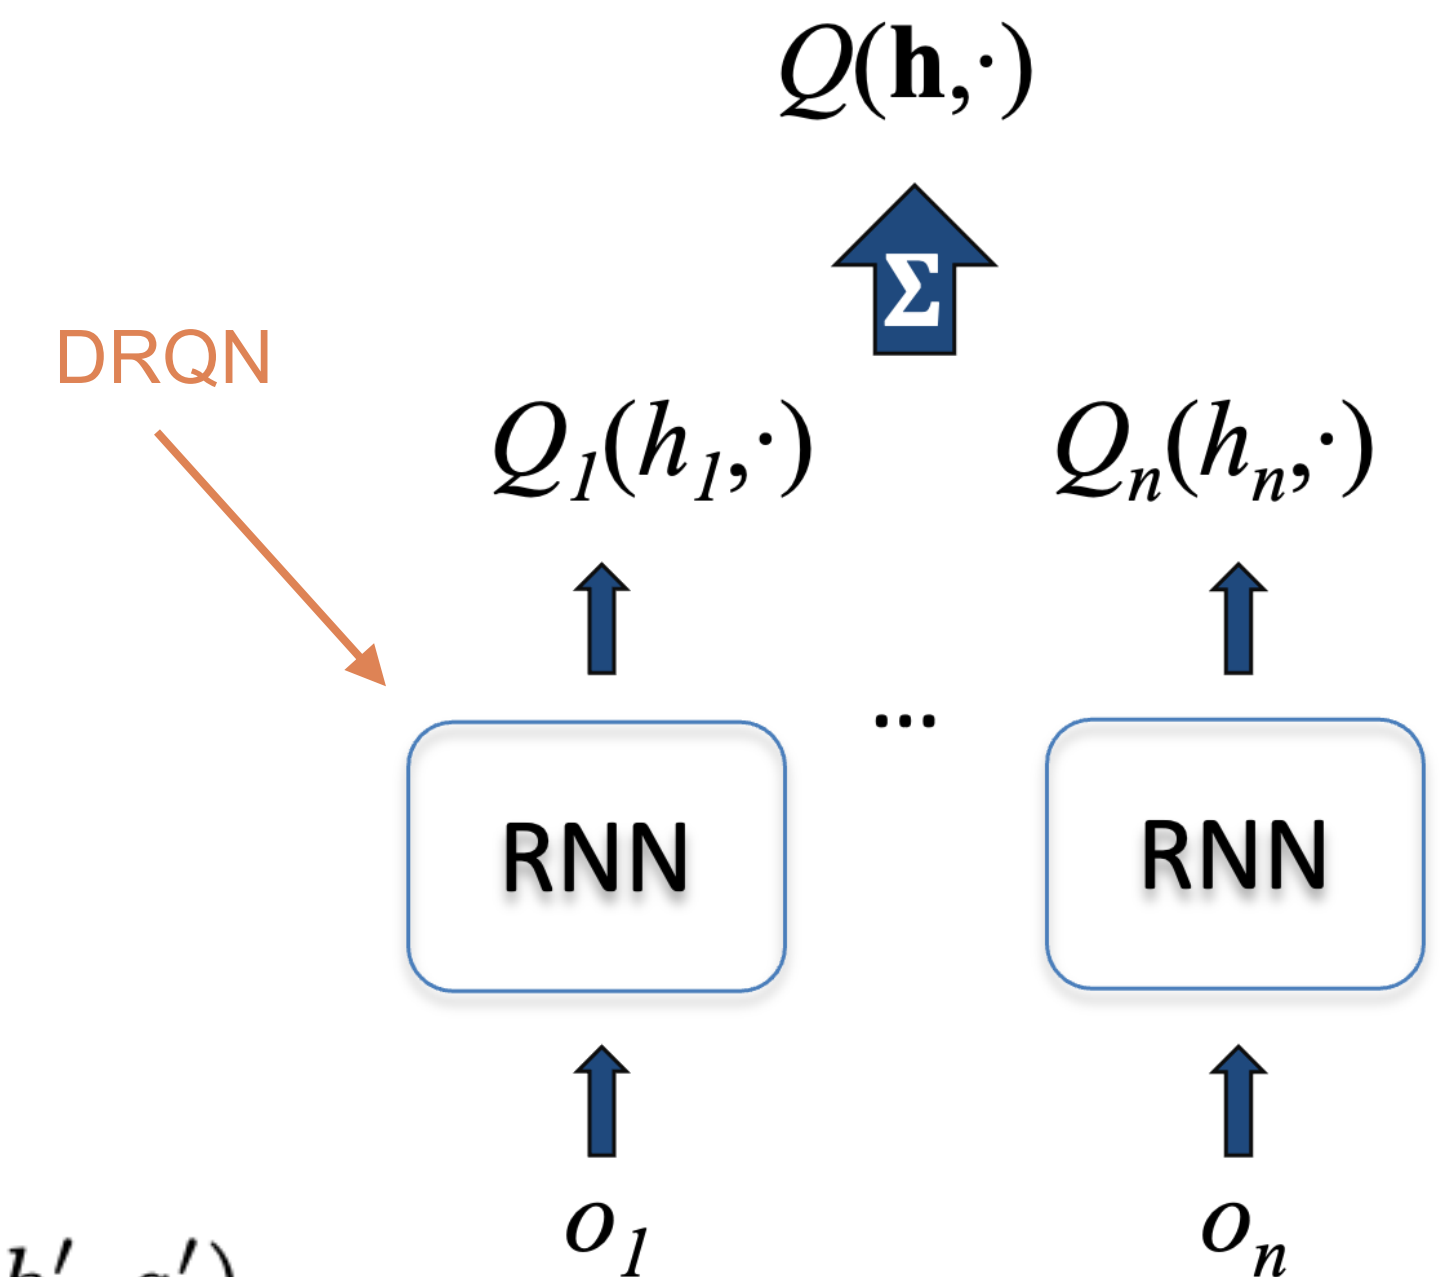 Q(𝐡,·)
Σ
DRQN
Q₁(h₁,·) Qₙ(hₙ,·)
...
RNN RNN
o₁ oₙ